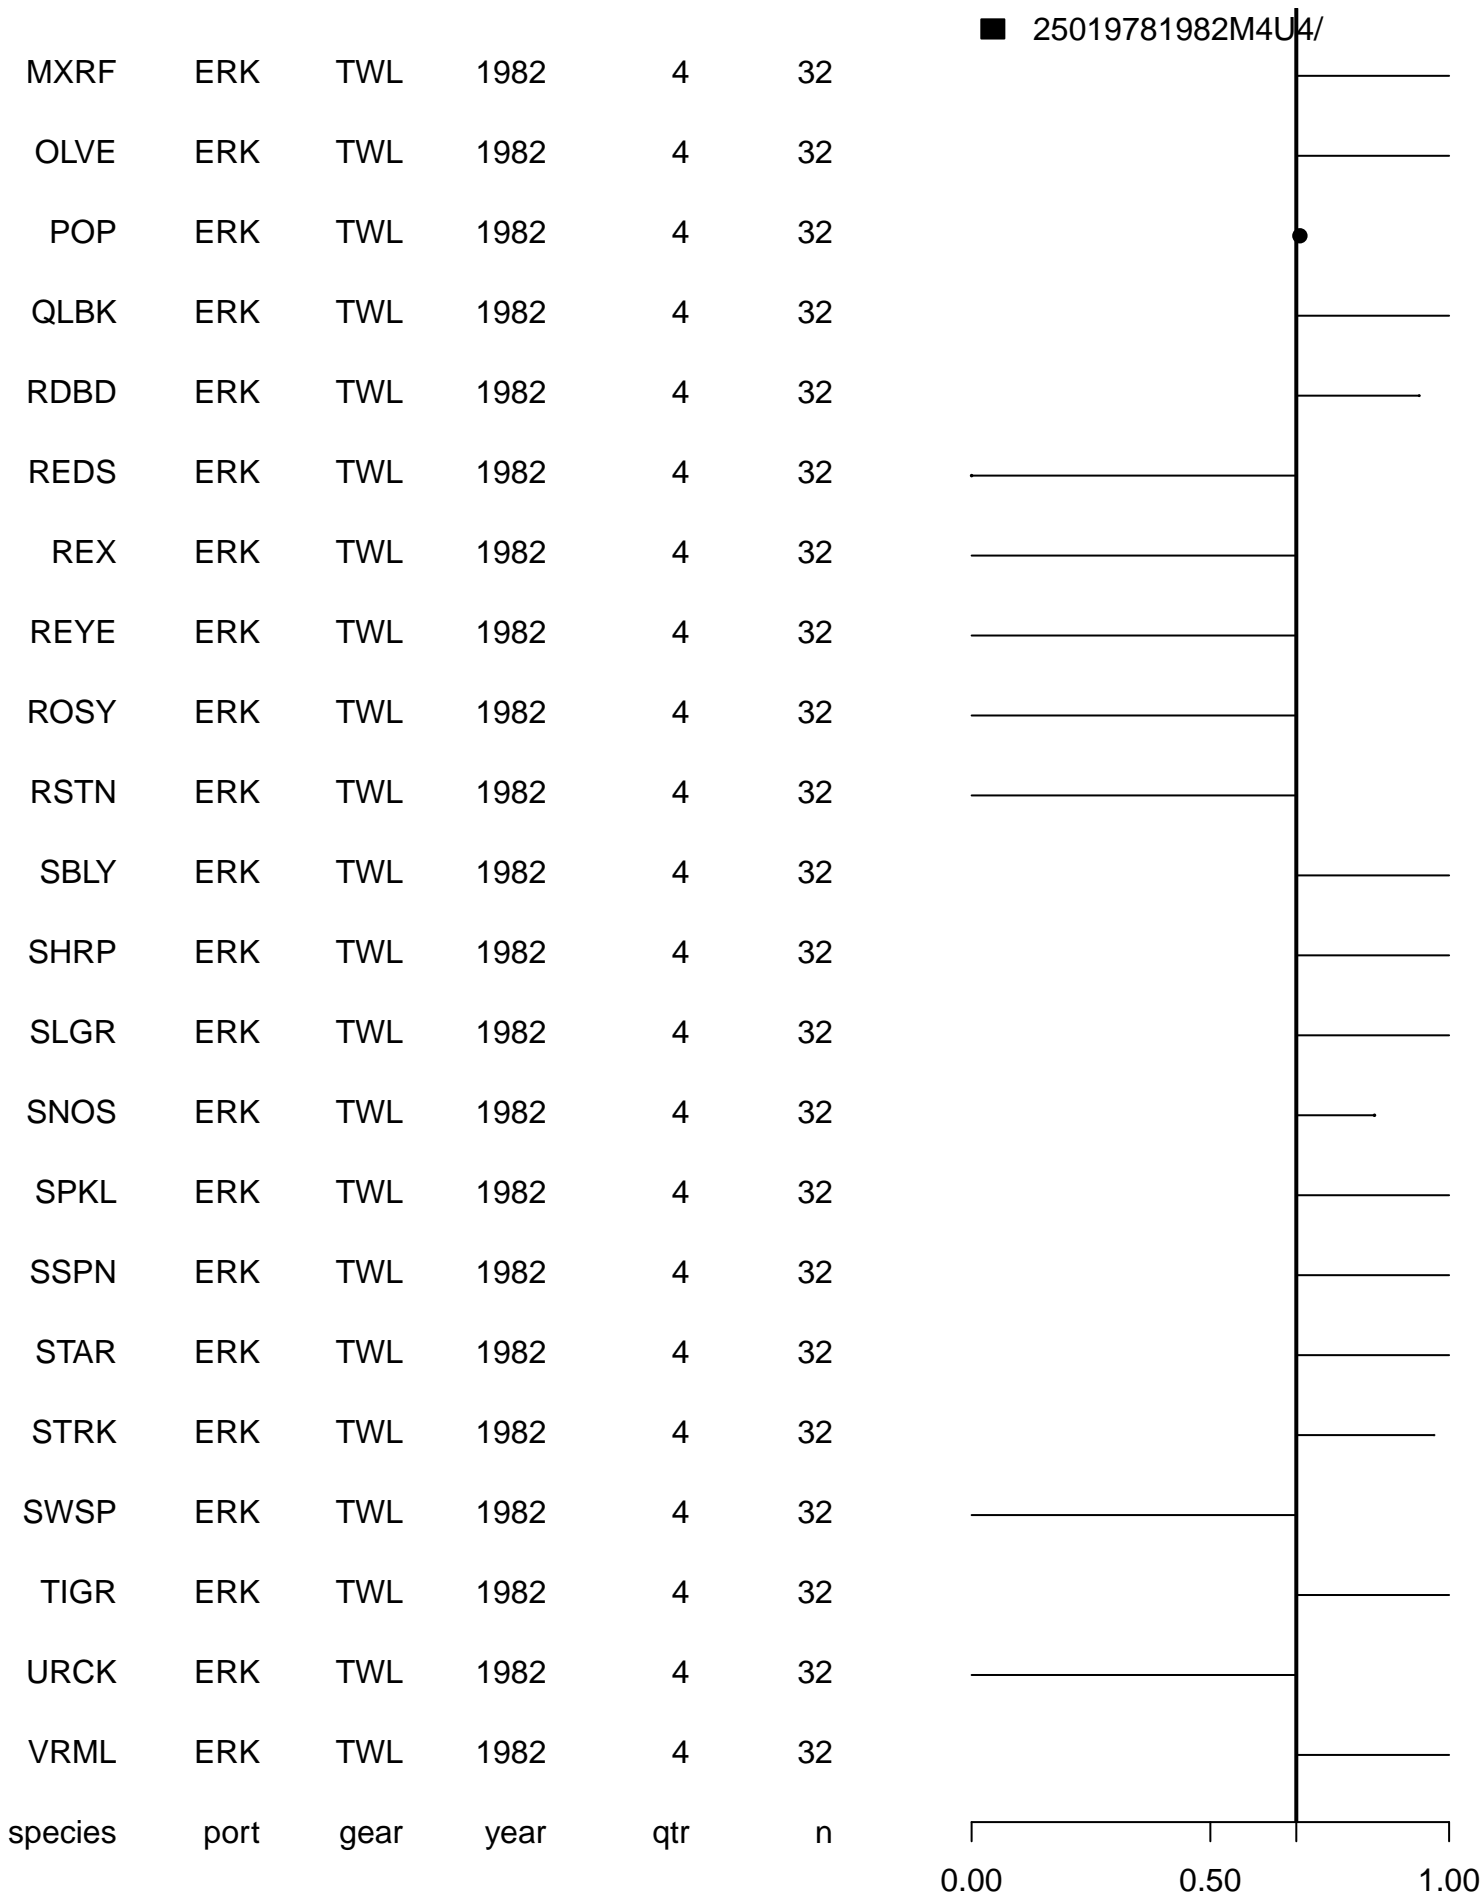 25019781982M4U4/
MXRF ERK TWL 1982 4 32
OLVE ERK TWL 1982 4 32
POP ERK TWL 1982 4 32
QLBK ERK TWL 1982 4 32
RDBD ERK TWL 1982 4 32
REDS ERK TWL 1982 4 32
REX ERK TWL 1982 4 32
REYE ERK TWL 1982 4 32
ROSY ERK TWL 1982 4 32
RSTN ERK TWL 1982 4 32
SBLY ERK TWL 1982 4 32
SHRP ERK TWL 1982 4 32
SLGR ERK TWL 1982 4 32
SNOS ERK TWL 1982 4 32
SPKL ERK TWL 1982 4 32
SSPN ERK TWL 1982 4 32
STAR ERK TWL 1982 4 32
STRK ERK TWL 1982 4 32
SWSP ERK TWL 1982 4 32
TIGR ERK TWL 1982 4 32
URCK ERK TWL 1982 4 32
VRML ERK TWL 1982 4 32
species port gear year qtr n
0.00 0.50 1.00